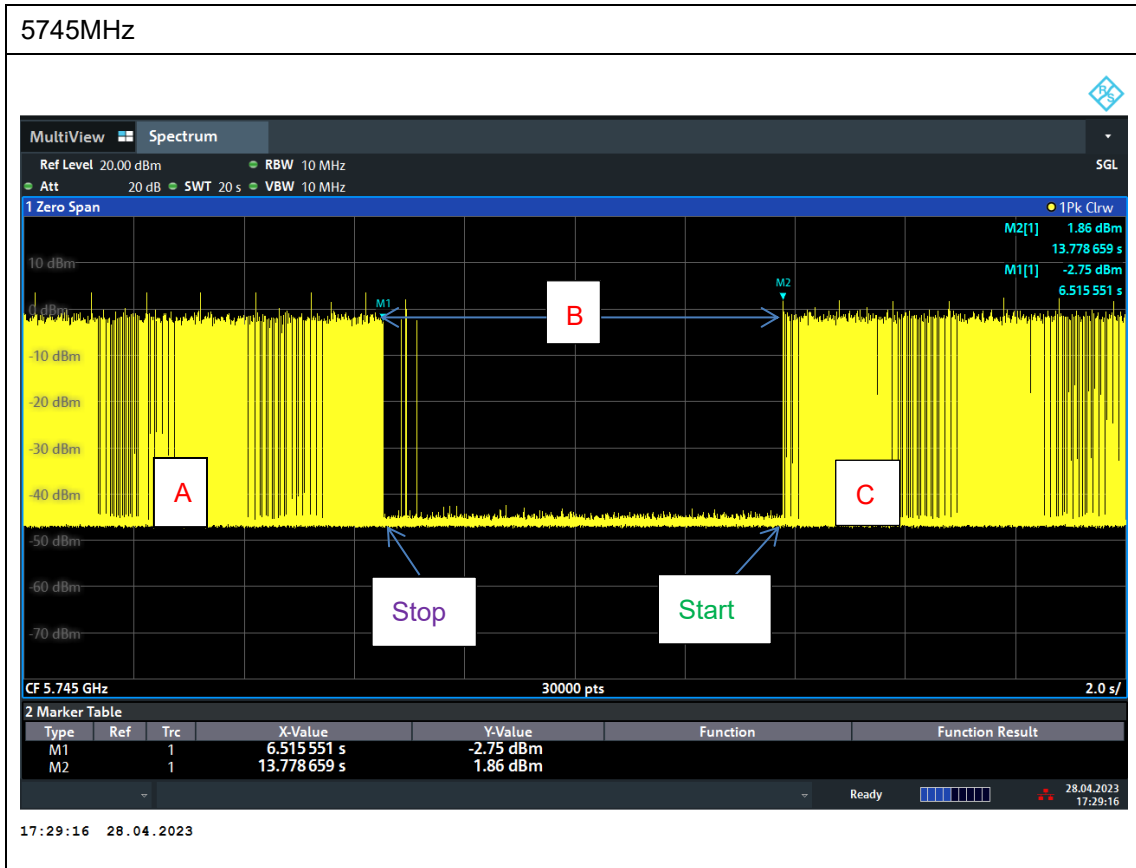 5745MHz
R&S
MultiView Spectrum
Ref Level 20.00 dBm RBW 10 MHz SGL
Att 20 dB SWT 20 s VBW 10 MHz
1 Zero Span 1Pk Clrw
M2[1] 1.86 dBm
13.778 659 s
10 dBm
M1[1] -2.75 dBm
6.515 551 s
M2
M1
0 dBm
B
-10 dBm
-20 dBm
-30 dBm
-40 dBm
A
C
-50 dBm
-60 dBm
Stop
Start
-70 dBm
CF 5.745 GHz 30000 pts 2.0 s/
2 Marker Table
Type Ref Trc X-Value Y-Value Function Function Result
M1 1 6.515 551 s -2.75 dBm
M2 1 13.778 659 s 1.86 dBm
Ready 28.04.2023
17:29:16
17:29:16 28.04.2023